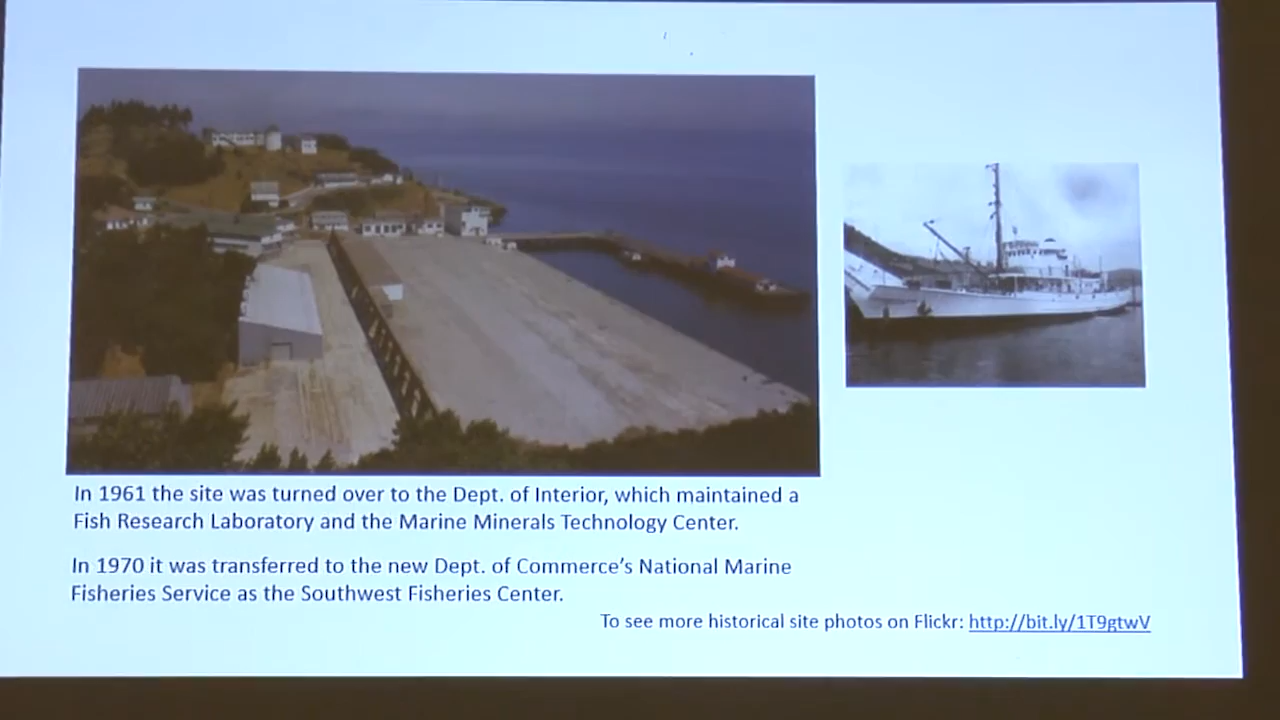 In 1961 the site was turned over to the Dept. of Interior, which maintained a
Fish Research Laboratory and the Marine Minerals Technology Center.
In 1970 it was transferred to the new Dept. of Commerce’s National Marine
Fisheries Service as the Southwest Fisheries Center.
To see more historical site photos on Flickr: http://bit.ly/1T9gtwV